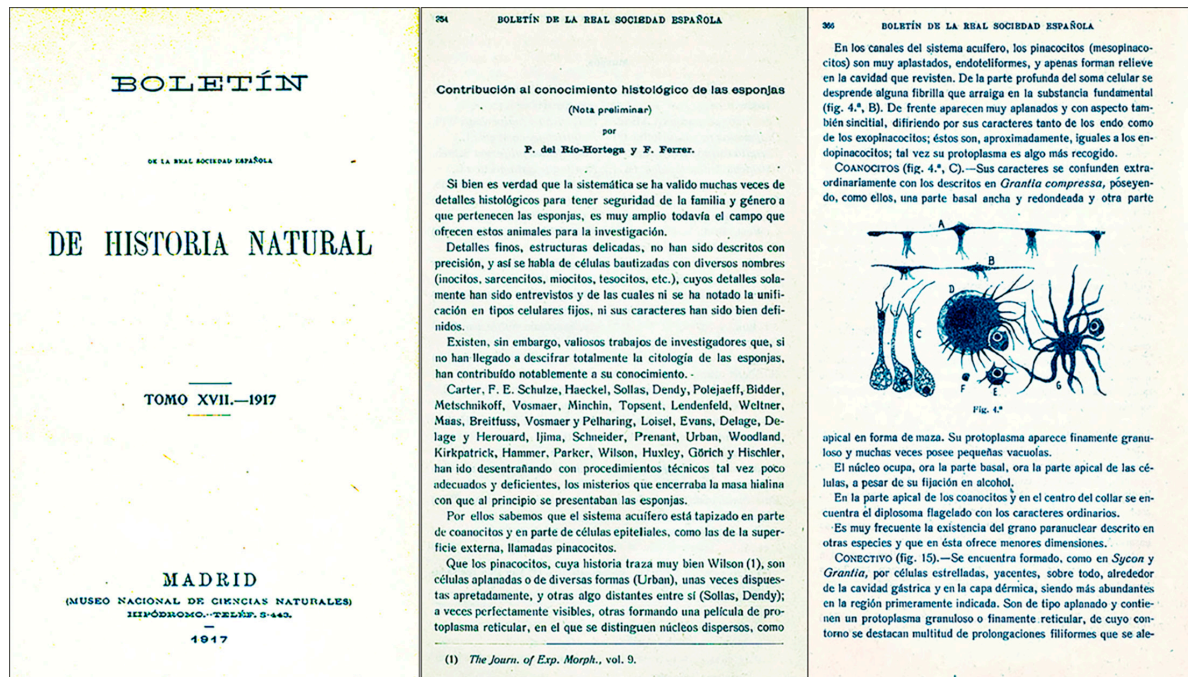 BOLETÍN
DE LA REAL SOCIEDAD ESPAÑOLA
DE HISTORIA NATURAL
TOMO XVII.—1917
MADRID
(MUSEO NACIONAL DE CIENCIAS NATURALES)
HIPÓDROMO.-TELÉF. S-443.
1917
BOLETÍN DE LA REAL SOCIEDAD ESPAÑOLA
Contribución al conocimiento histológico de las esponjas
(Nota preliminar)
por
P. del Río-Hortega y F. Ferrer.
Si bien es verdad que la sistemática se ha valido muchas veces de
detalles histológicos para tener seguridad de la familia y género a
que pertenecen las esponjas, es muy amplio todavía el campo que
ofrecen estos animales para la investigación.
Detalles finos, estructuras delicadas, no han sido descritos con
precisión, y así se habla de células bautizadas con diversos nombres
(inocitos, sarcencitos, miocitos, tesocitos, etc.), cuyos detalles sola-
mente han sido entrevistos y de las cuales ni se ha notado la unifi-
cación en tipos celulares fijos, ni sus caracteres han sido bien defi-
nidos.
Existen, sin embargo, valiosos trabajos de investigadores que, si
no han llegado a descifrar totalmente la citología de las esponjas,
han contribuído notablemente a su conocimiento.
Carter, F. E. Schulze, Haeckel, Sollas, Dendy, Polejaeff, Bidder,
Metschnikoff, Vosmaer, Minchin, Topsent, Lendenfeld, Weltner,
Maas, Breitfuss, Vosmaer y Pelharing, Loisel, Evans, Delage, De-
lage y Herouard, Ijima, Schneider, Prenant, Urban, Woodland,
Kirkpatrick, Hammer, Parker, Wilson, Huxley, Görich y Hischler,
han ido desentrañando con procedimientos técnicos tal vez poco
adecuados y deficientes, los misterios que encerraba la masa hialina
con que al principio se presentaban las esponjas.
Por ellos sabemos que el sistema acuífero está tapizado en parte
de coanocitos y en parte de células epiteliales, como las de la super-
ficie externa, llamadas pinacocitos.
Que los pinacocitos, cuya historia traza muy bien Wilson (1), son
células aplanadas o de diversas formas (Urban), unas veces dispues-
tas apretadamente, y otras algo distantes entre sí (Sollas, Dendy);
a veces perfectamente visibles, otras formando una película de pro-
toplasma reticular, en el que se distinguen núcleos dispersos, como
(1) The Journ. of Exp. Morph., vol. 9.
366 BOLETÍN DE LA REAL SOCIEDAD ESPAÑOLA
En los canales del sistema acuífero, los pinacocitos (mesopinaco-
citos) son muy aplastados, endoteliformes, y apenas forman relieve
en la cavidad que revisten. De la parte profunda del soma celular se
desprende alguna fibrilla que arraiga en la substancia fundamental
(fig. 4.ª, B). De frente aparecen muy aplanados y con aspecto tam-
bién sincitial, difiriendo por sus caracteres tanto de los endo como
de los exopinacocitos; éstos son, aproximadamente, iguales a los en-
dopinacocitos; tal vez su protoplasma es algo más recogido.
COANOCITOS (fig. 4.ª, C).—Sus caracteres se confunden extra-
ordinariamente con los descritos en Grantia compressa, póseyen-
do, como ellos, una parte basal ancha y redondeada y otra parte
A
B
C
D
E
F
G
Fig. 4.ª
apical en forma de maza. Su protoplasma aparece finamente granu-
loso y muchas veces posee pequeñas vacuolas.
El núcleo ocupa, ora la parte basal, ora la parte apical de las cé-
lulas, a pesar de su fijación en alcohol.
En la parte apical de los coanocitos y en el centro del collar se en-
cuentra el diplosoma flagelado con los caracteres ordinarios.
Es muy frecuente la existencia del grano paranuclear descrito en
otras especies y que en ésta ofrece menores dimensiones.
CONECTIVO (fig. 15).—Se encuentra formado, como en Sycon y
Grantia, por células estrelladas, yacentes, sobre todo, alrededor
de la cavidad gástrica y en la capa dérmica, siendo más abundantes
en la región primeramente indicada. Son de tipo aplanado y contie-
nen un protoplasma granuloso o finamente reticular, de cuyo con-
torno se destacan multitud de prolongaciones filiformes que se ale-